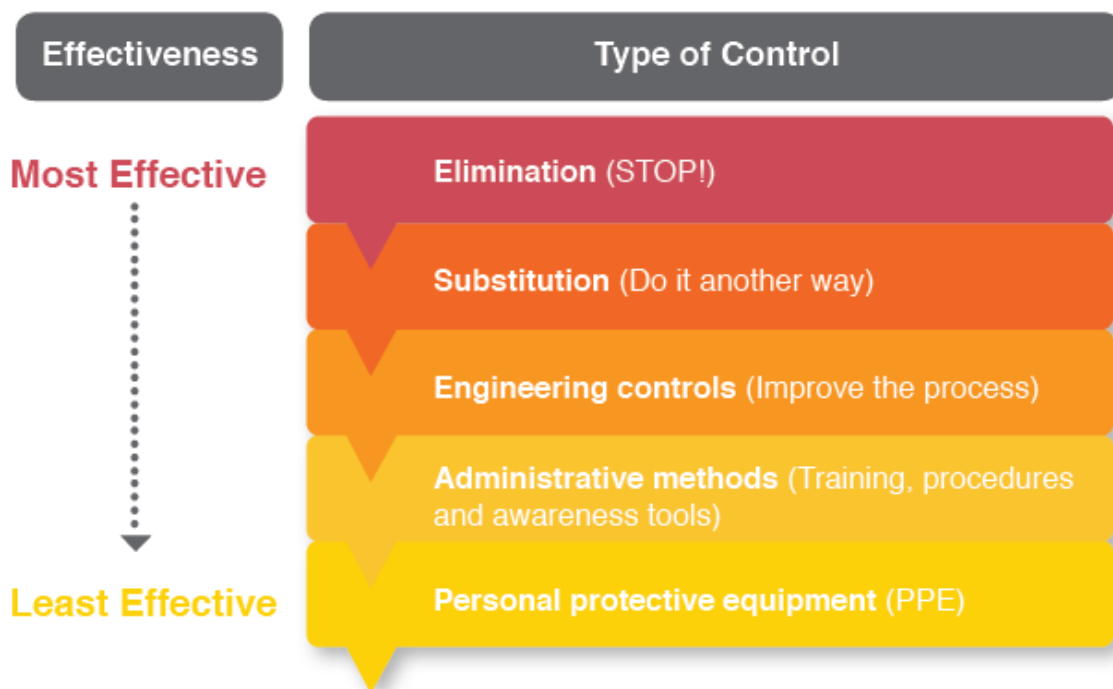 Effectiveness
Type of Control
Most Effective
Elimination (STOP!)
Substitution (Do it another way)
Engineering controls (Improve the process)
Administrative methods (Training, procedures
and awareness tools)
Least Effective
Personal protective equipment (PPE)